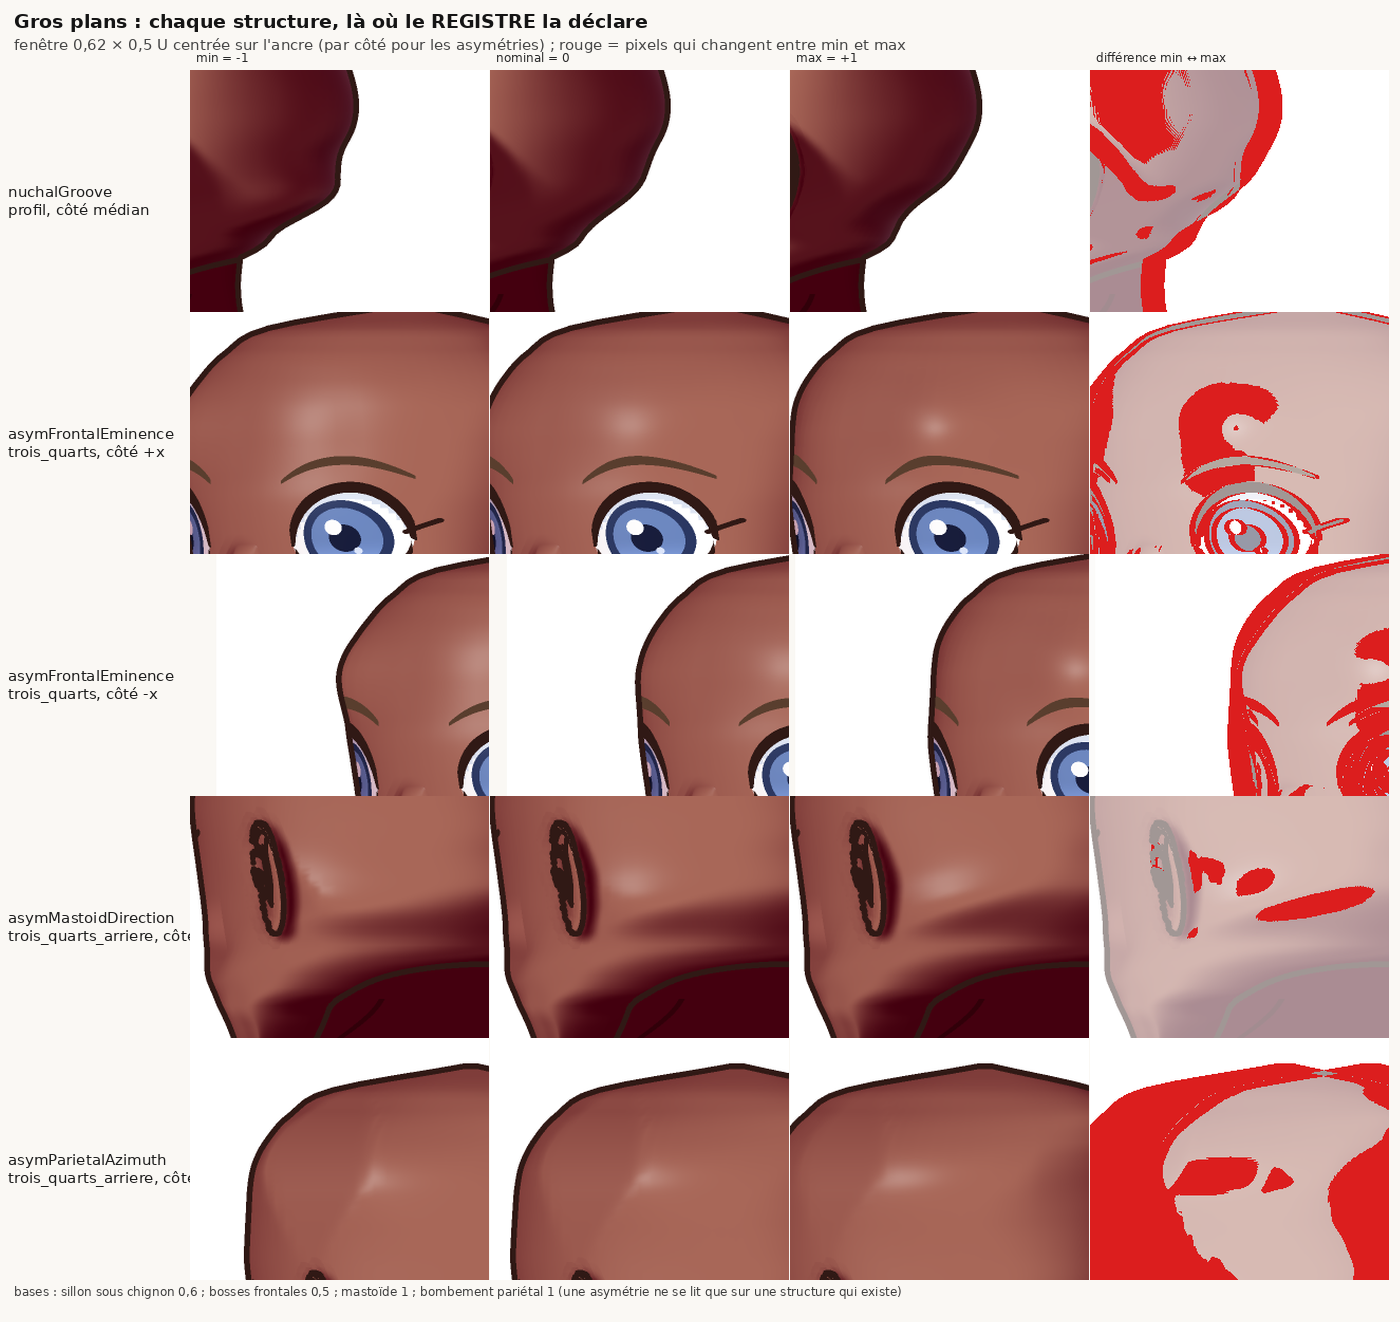 Gros plans : chaque structure, là où le REGISTRE la déclare
fenêtre 0,62 × 0,5 U centrée sur l'ancre (par côté pour les asymétries) ; rouge = pixels qui changent entre min et max
min = -1
nominal = 0
max = +1
différence min ↔ max
nuchalGroove
profil, côté médian
asymFrontalEminence
trois_quarts, côté +x
asymFrontalEminence
trois_quarts, côté -x
asymMastoidDirection
trois_quarts_arriere, côte
asymParietalAzimuth
trois_quarts_arriere, côte
bases : sillon sous chignon 0,6 ; bosses frontales 0,5 ; mastoïde 1 ; bombement pariétal 1 (une asymétrie ne se lit que sur une structure qui existe)